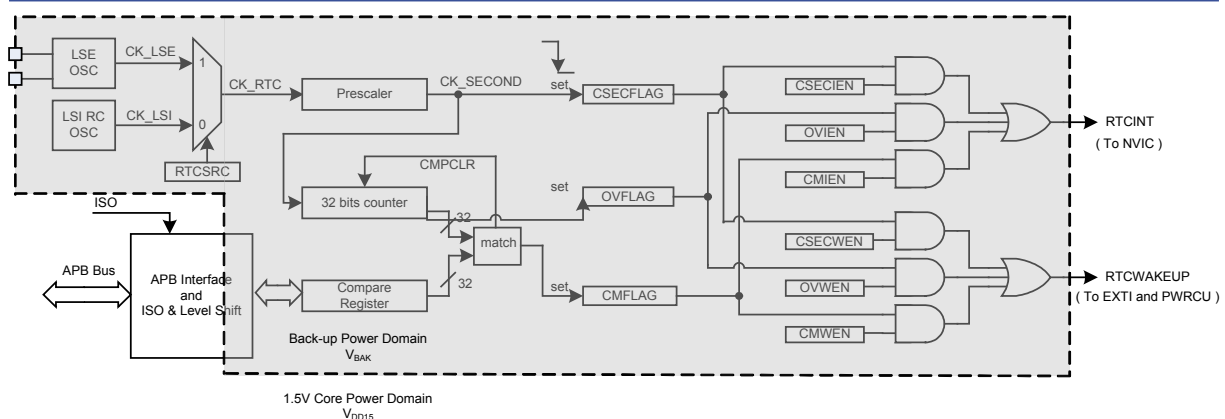 LSE
OSC
CK_LSE
1
CK_RTC
Prescaler
CK_SECOND
set
CSECFLAG
CSECIEN
LSI RC
OSC
CK_LSI
0
RTCSRC
OVIEN
RTCINT
( To NVIC )
CMPCLR
CMIEN
32 bits counter
set
OVFLAG
ISO
32
match
CSECWEN
APB Bus
APB Interface
and
ISO & Level Shift
Compare
Register
32
set
CMFLAG
OVWEN
RTCWAKEUP
( To EXTI and PWRCU )
CMWEN
Back-up Power Domain
VBAK
1.5V Core Power Domain
VDD15